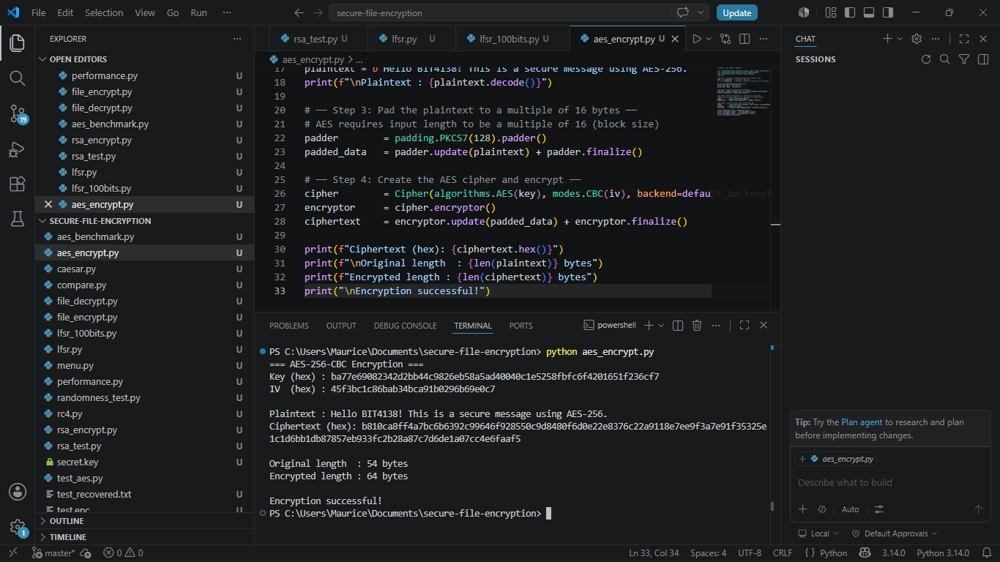 File Edit Selection View Go Run ··· secure-file-encryption Update
EXPLORER ···
OPEN EDITORS
performance.py U
file_encrypt.py U
file_decrypt.py U
aes_benchmark.py U
rsa_encrypt.py U
rsa_test.py U
lfsr.py U
lfsr_100bits.py U
aes_encrypt.py U
SECURE-FILE-ENCRYPTION
aes_benchmark.py U
aes_encrypt.py U
caesar.py U
compare.py U
file_decrypt.py U
file_encrypt.py U
lfsr_100bits.py U
lfsr.py U
menu.py U
performance.py U
randomness_test.py U
rc4.py U
rsa_encrypt.py U
rsa_test.py U
secret.key U
test_aes.py U
test_recovered.txt U
test.enc U
OUTLINE
TIMELINE
19
1
rsa_test.py U lfsr.py U lfsr_100bits.py U aes_encrypt.py U
aes_encrypt.py > ...
17 plaintext = b"Hello BIT4138! This is a secure message using AES-256."
18 print(f"\nPlaintext : {plaintext.decode()}")
19
20 # ── Step 3: Pad the plaintext to a multiple of 16 bytes ──
21 # AES requires input length to be a multiple of 16 (block size)
22 padder = padding.PKCS7(128).padder()
23 padded_data = padder.update(plaintext) + padder.finalize()
24
25 # ── Step 4: Create the AES cipher and encrypt ──
26 cipher = Cipher(algorithms.AES(key), modes.CBC(iv), backend=default_backend(
27 encryptor = cipher.encryptor()
28 ciphertext = encryptor.update(padded_data) + encryptor.finalize()
29
30 print(f"Ciphertext (hex): {ciphertext.hex()}")
31 print(f"\nOriginal length  : {len(plaintext)} bytes")
32 print(f"Encrypted length : {len(ciphertext)} bytes")
33 print("\nEncryption successful!")
PROBLEMS OUTPUT DEBUG CONSOLE TERMINAL PORTS powershell
PS C:\Users\Maurice\Documents\secure-file-encryption> python aes_encrypt.py
=== AES-256-CBC Encryption ===
Key (hex) : ba77e69082342d2bb44c9826eb58a5ad40040c1e5258fbfc6f4201651f236cf7
IV  (hex) : 45f3bc1c86bab34bca91b0296b69e0c7
Plaintext : Hello BIT4138! This is a secure message using AES-256.
Ciphertext (hex): b810ca8ff4a7bc6b6392c99646f928550c9d8480f6d0e22e8376c22a9118e7ee9f3a7e91f35325e
1c1d6bb1db87857eb933fc2b28a87c7d6de1a07cc4e6faaf5
Original length  : 54 bytes
Encrypted length : 64 bytes
Encryption successful!
PS C:\Users\Maurice\Documents\secure-file-encryption>
CHAT
SESSIONS
Tip: Try the Plan agent to research and plan
before implementing changes.
aes_encrypt.py
Describe what to build
Auto
Local Default Approvals
master* 0 0 Ln 33, Col 34 Spaces: 4 UTF-8 CRLF { } Python 3.14.0 Python 3.14.0